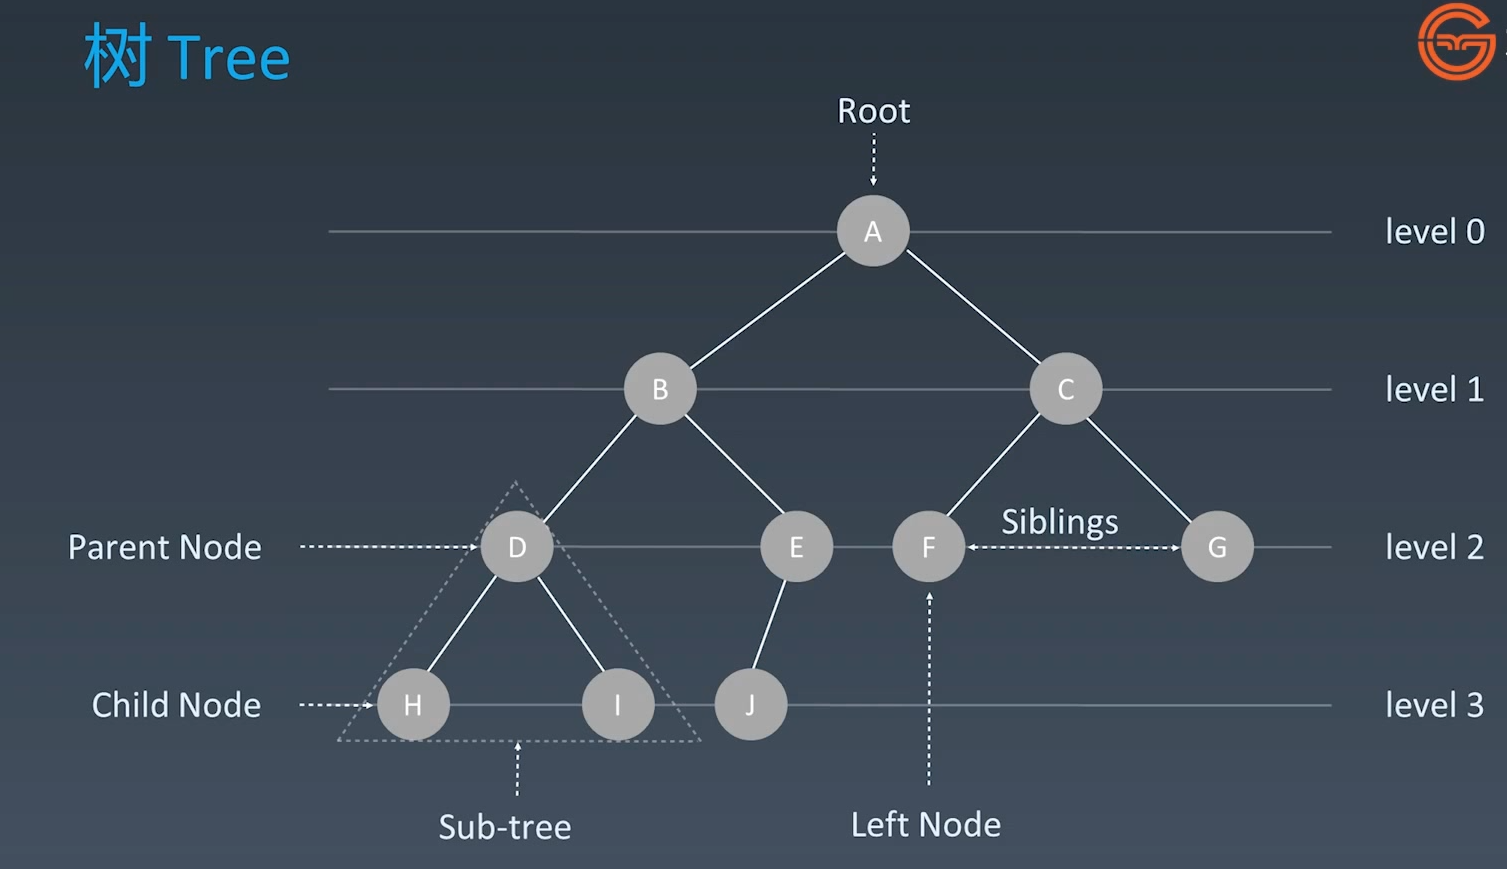 树 Tree
Root
A
level 0
B
C
level 1
Siblings
Parent Node
D
E
F
G
level 2
Child Node
H
I
J
level 3
Sub-tree
Left Node